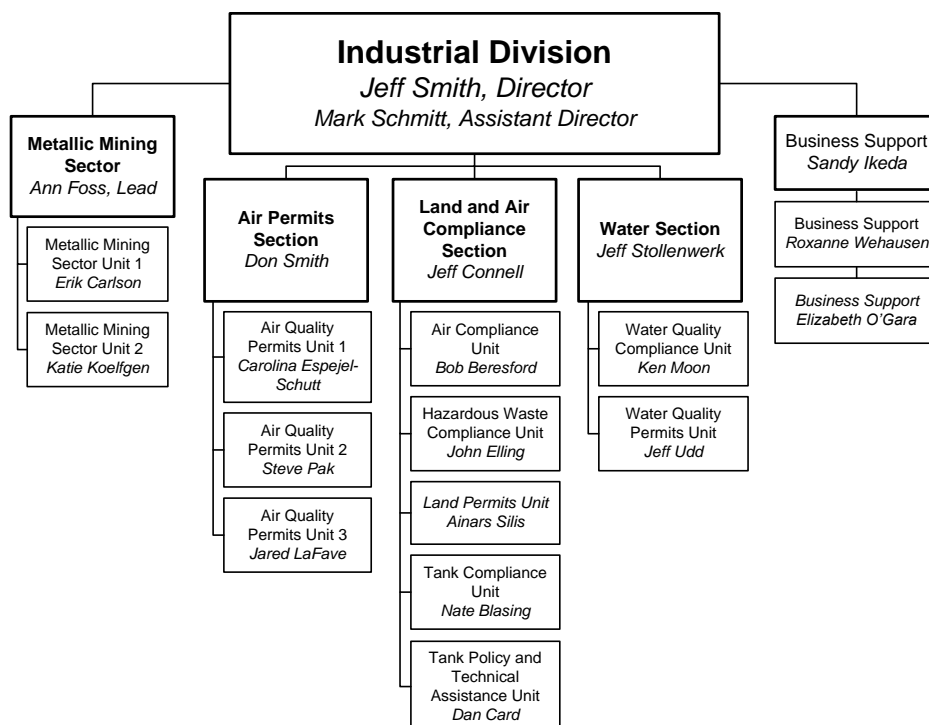 Industrial Division
Jeff Smith, Director
Mark Schmitt, Assistant Director
Metallic Mining
Sector
Ann Foss, Lead
Metallic Mining
Sector Unit 1
Erik Carlson
Metallic Mining
Sector Unit 2
Katie Koelfgen
Air Permits
Section
Don Smith
Air Quality
Permits Unit 1
Carolina Espejel-
Schutt
Air Quality
Permits Unit 2
Steve Pak
Air Quality
Permits Unit 3
Jared LaFave
Land and Air
Compliance
Section
Jeff Connell
Air Compliance
Unit
Bob Beresford
Hazardous Waste
Compliance Unit
John Elling
Land Permits Unit
Ainars Silis
Tank Compliance
Unit
Nate Blasing
Tank Policy and
Technical
Assistance Unit
Dan Card
Water Section
Jeff Stollenwerk
Water Quality
Compliance Unit
Ken Moon
Water Quality
Permits Unit
Jeff Udd
Business Support
Sandy Ikeda
Business Support
Roxanne Wehausen
Business Support
Elizabeth O'Gara